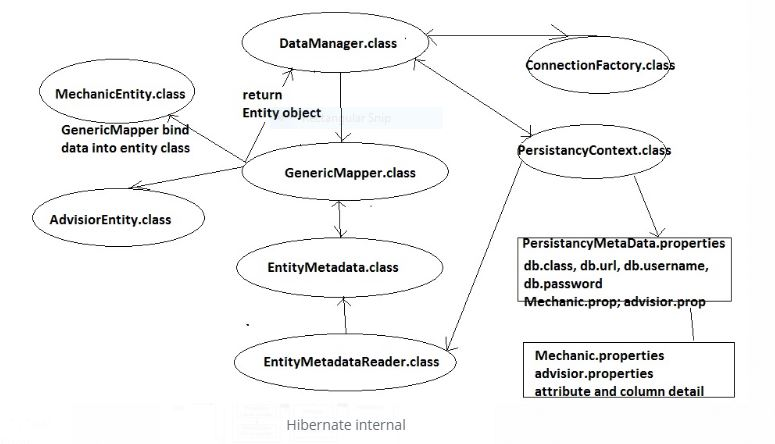 DataManager.class
ConnectionFactory.class
MechanicEntity.class
return
Entity object
GenericMapper bind
data into entity class
PersistancyContext.class
GenericMapper.class
AdvisiorEntity.class
PersistancyMetaData.properties
db.class, db.url, db.username,
db.password
Mechanic.prop; advisior.prop
EntityMetadata.class
EntityMetadataReader.class
Mechanic.properties
advisior.properties
attribute and column detail
Hibernate internal